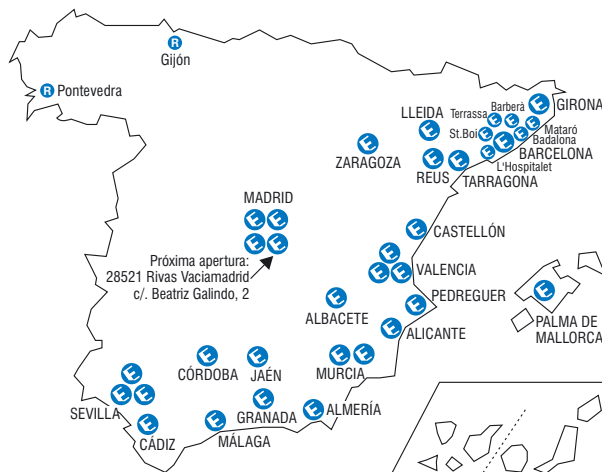 R
Gijón
R Pontevedra
GIRONA
Barberà
Terrassa
LLEIDA
Mataró
St.Boi
Badalona
BARCELONA
ZARAGOZA
L'Hospitalet
REUS
TARRAGONA
MADRID
CASTELLÓN
Próxima apertura:
28521 Rivas Vaciamadrid
c/. Beatriz Galindo, 2
VALENCIA
PEDREGUER
ALBACETE
PALMA DE
MALLORCA
ALICANTE
CÓRDOBA
JAÉN
MURCIA
SEVILLA
GRANADA
ALMERÍA
CÁDIZ
MÁLAGA